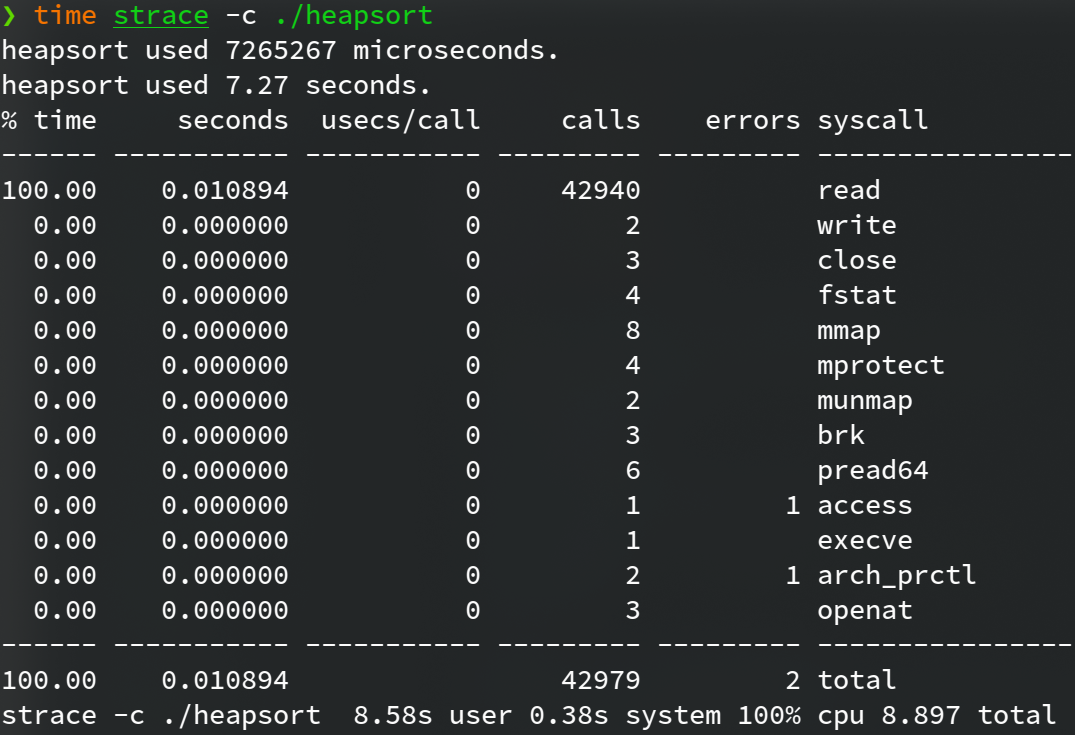 ❯ time strace -c ./heapsort
heapsort used 7265267 microseconds.
heapsort used 7.27 seconds.
% time     seconds  usecs/call     calls    errors syscall
------ ----------- ----------- --------- --------- ----------------
100.00    0.010894           0     42940           read
  0.00    0.000000           0         2           write
  0.00    0.000000           0         3           close
  0.00    0.000000           0         4           fstat
  0.00    0.000000           0         8           mmap
  0.00    0.000000           0         4           mprotect
  0.00    0.000000           0         2           munmap
  0.00    0.000000           0         3           brk
  0.00    0.000000           0         6           pread64
  0.00    0.000000           0         1         1 access
  0.00    0.000000           0         1           execve
  0.00    0.000000           0         2         1 arch_prctl
  0.00    0.000000           0         3           openat
------ ----------- ----------- --------- --------- ----------------
100.00    0.010894                 42979         2 total
strace -c ./heapsort  8.58s user 0.38s system 100% cpu 8.897 total